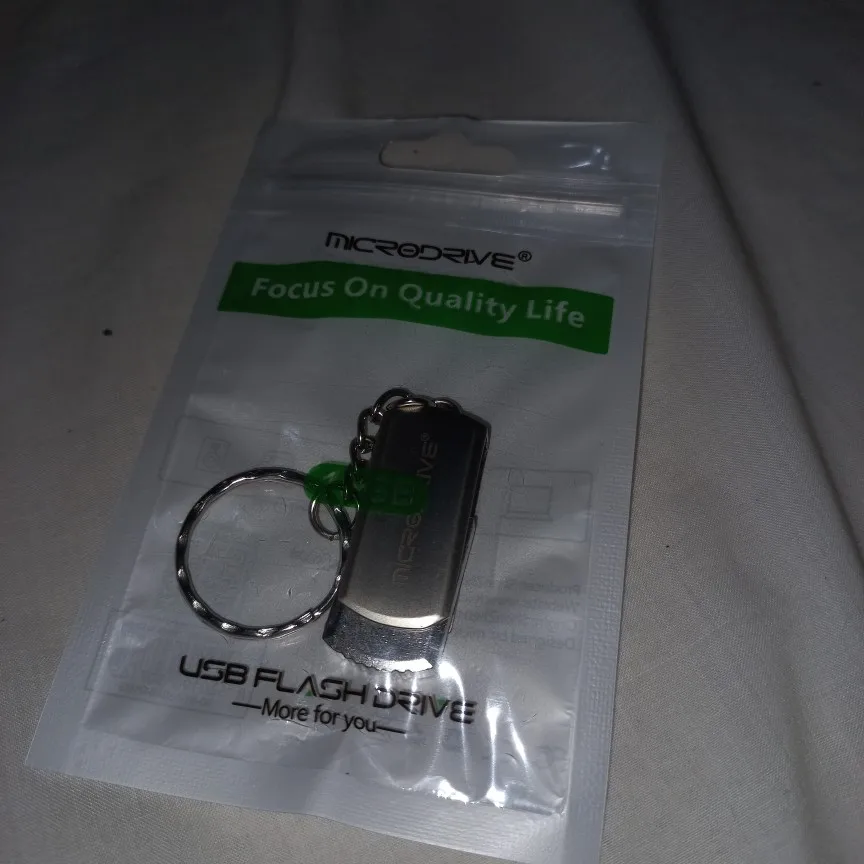 MICRODRIVE®
Focus On Quality Life
MICRODRIVE®
USB FLASH DRIVE
—More for you—